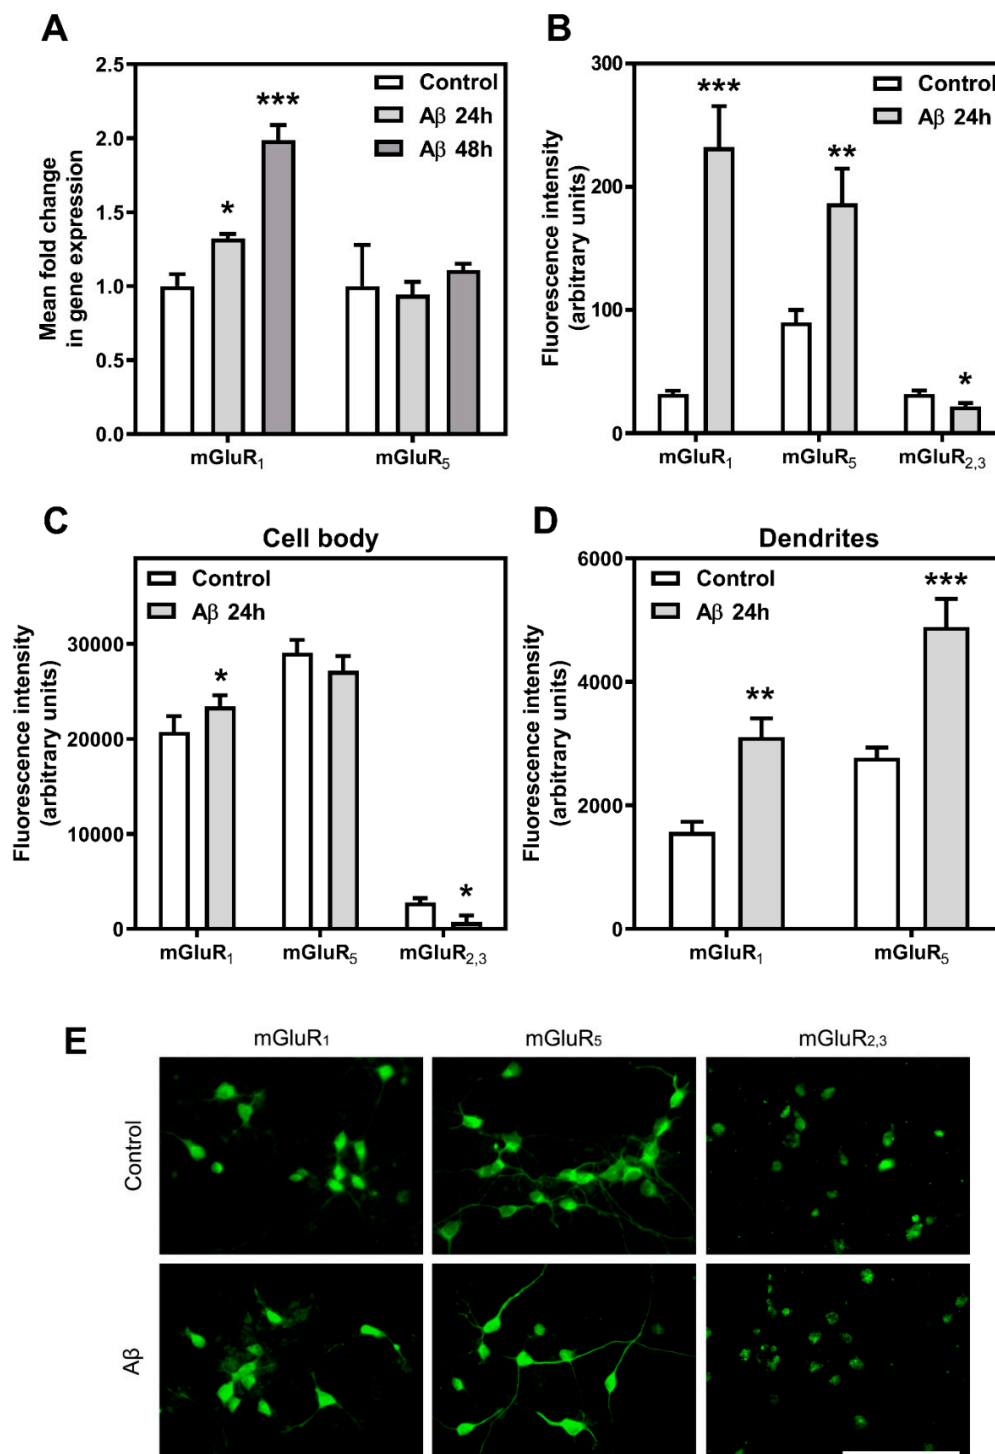 A
Mean fold change
in gene expression
2.5
2.0
1.5
1.0
0.5
0.0
Control
Aβ 24h
Aβ 48h
*
***
mGluR₁
mGluR₅
B
Fluorescence intensity
(arbitrary units)
300
200
100
0
Control
Aβ 24h
***
**
*
mGluR₁
mGluR₅
mGluR₂,₃
C
Cell body
Fluorescence intensity
(arbitrary units)
30000
20000
10000
0
Control
Aβ 24h
*
*
mGluR₁
mGluR₅
mGluR₂,₃
D
Dendrites
Fluorescence intensity
(arbitrary units)
6000
4000
2000
0
Control
Aβ 24h
**
***
mGluR₁
mGluR₅
E
mGluR₁
mGluR₅
mGluR₂,₃
Control
Aβ